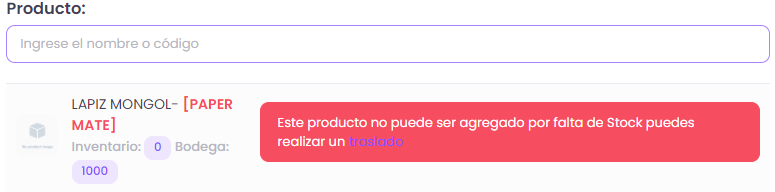 Producto:
Ingrese el nombre o código
LAPIZ MONGOL- [PAPER
MATE]
Inventario: 0 Bodega:
1000
Este producto no puede ser agregado por falta de Stock puedes
realizar un traslado